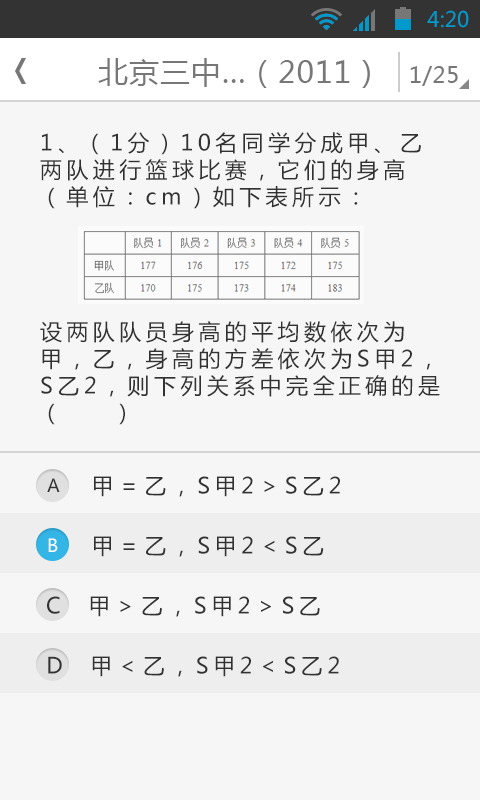 4:20
北京三中...（2011） 1/25
1、（1分）10名同学分成甲、乙
两队进行篮球比赛，它们的身高
（单位：cm）如下表所示：
队员 1 队员 2 队员 3 队员 4 队员 5
甲队 177 176 175 172 175
乙队 170 175 173 174 183
设两队队员身高的平均数依次为
甲，乙，身高的方差依次为S甲2，
S乙2，则下列关系中完全正确的是
（ ）
A 甲=乙，S甲2>S乙2
B 甲=乙，S甲2<S乙
C 甲>乙，S甲2>S乙
D 甲<乙，S甲2<S乙2